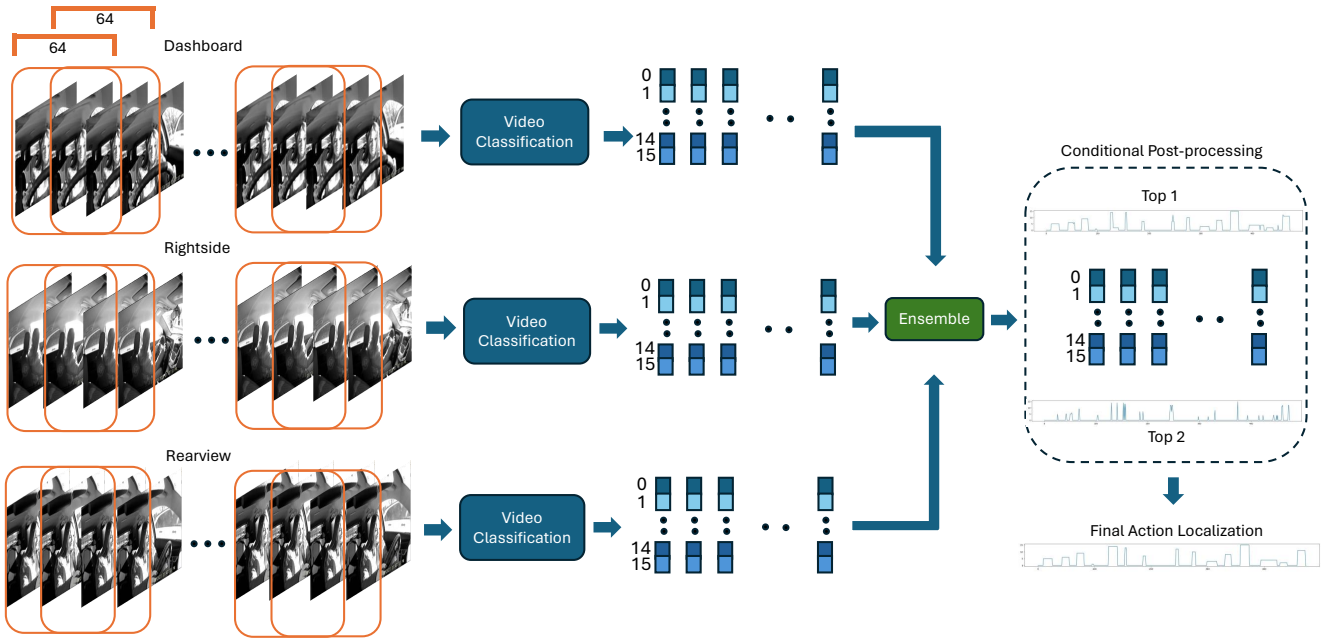 64
64
Dashboard
Video
Classification
0
1
14
15
Rightside
Video
Classification
0
1
14
15
Rearview
Video
Classification
0
1
14
15
Ensemble
Conditional Post-processing
Top 1
0
1
14
15
Top 2
Final Action Localization